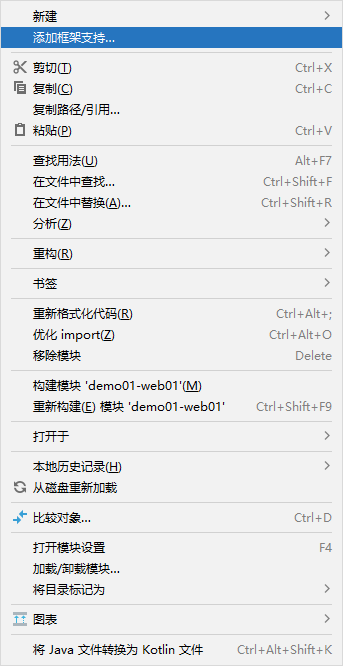 新建
添加框架支持...
剪切(T) Ctrl+X
复制(C) Ctrl+C
复制路径/引用...
粘贴(P) Ctrl+V
查找用法(U) Alt+F7
在文件中查找... Ctrl+Shift+F
在文件中替换(A)... Ctrl+Shift+R
分析(Z)
重构(R)
书签
重新格式化代码(R) Ctrl+Alt+;
优化 import(Z) Ctrl+Alt+O
移除模块 Delete
构建模块 'demo01-web01'(M)
重新构建(E) 模块 'demo01-web01' Ctrl+Shift+F9
打开于
本地历史记录(H)
从磁盘重新加载
比较对象... Ctrl+D
打开模块设置 F4
加载/卸载模块...
将目录标记为
图表
将 Java 文件转换为 Kotlin 文件 Ctrl+Alt+Shift+K